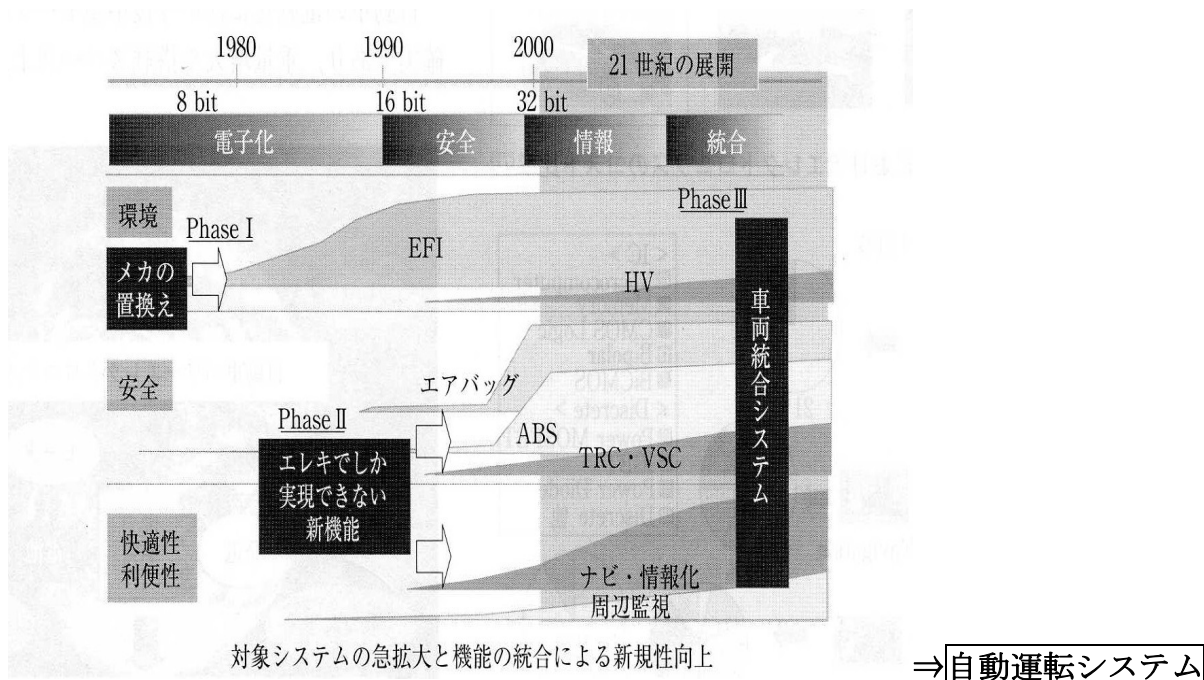 1980 1990 2000
21世紀の展開
8 bit 16 bit 32 bit
電子化 安全 情報 統合
環境
Phase Ⅰ
Phase Ⅲ
EFI
メカの
置換え
HV
車両統合システム
安全
エアバッグ
Phase Ⅱ
ABS
TRC・VSC
エレキでしか
実現できない
新機能
快適性
利便性
ナビ・情報化
周辺監視
対象システムの急拡大と機能の統合による新規性向上
⇒自動運転システム